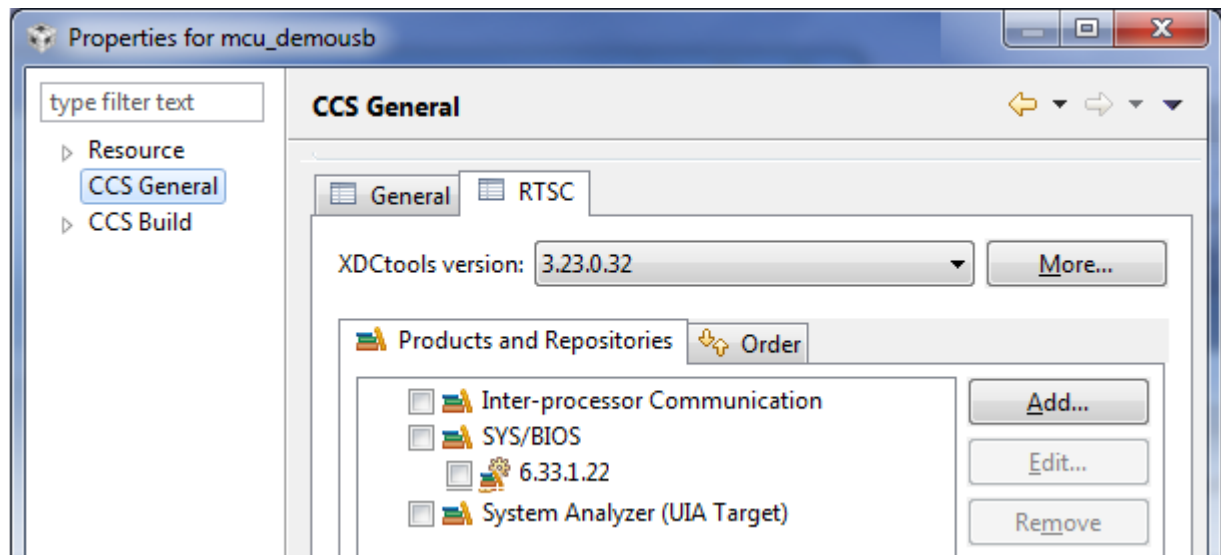 Properties for mcu_demousb
type filter text
Resource
CCS General
CCS Build
CCS General
General
RTSC
XDCtools version:
3.23.0.32
More...
Products and Repositories
Order
Inter-processor Communication
SYS/BIOS
6.33.1.22
System Analyzer (UIA Target)
Add...
Edit...
Remove